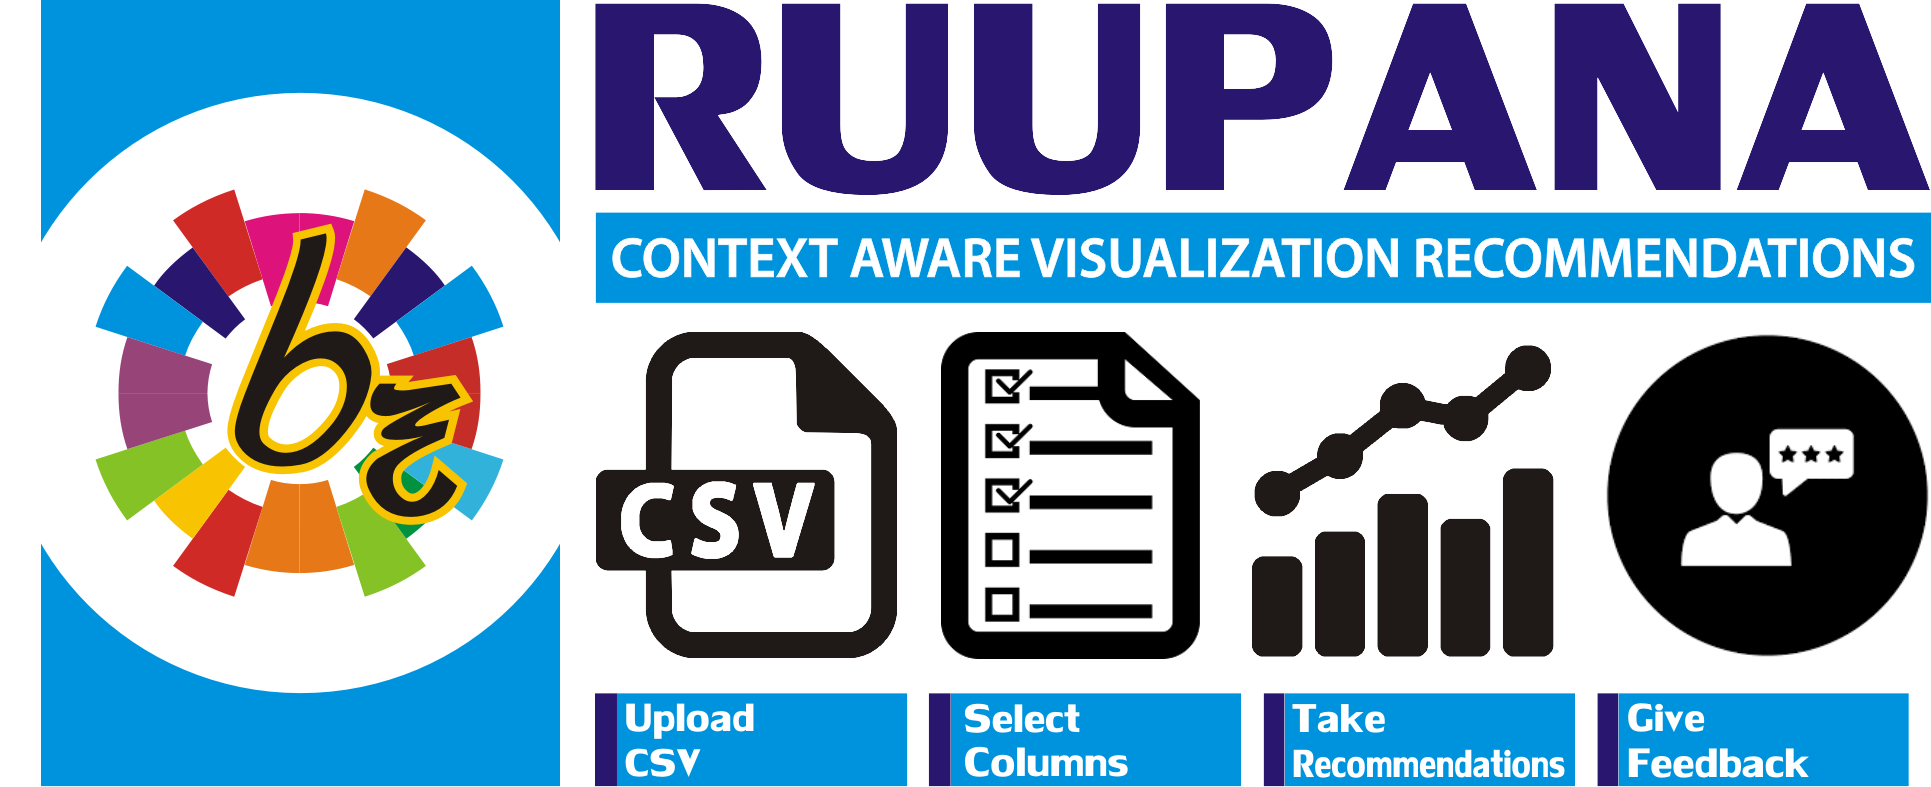 RUUPANA
CONTEXT AWARE VISUALIZATION RECOMMENDATIONS
CSV
Upload
CSV
Select
Columns
Take
Recommendations
Give
Feedback